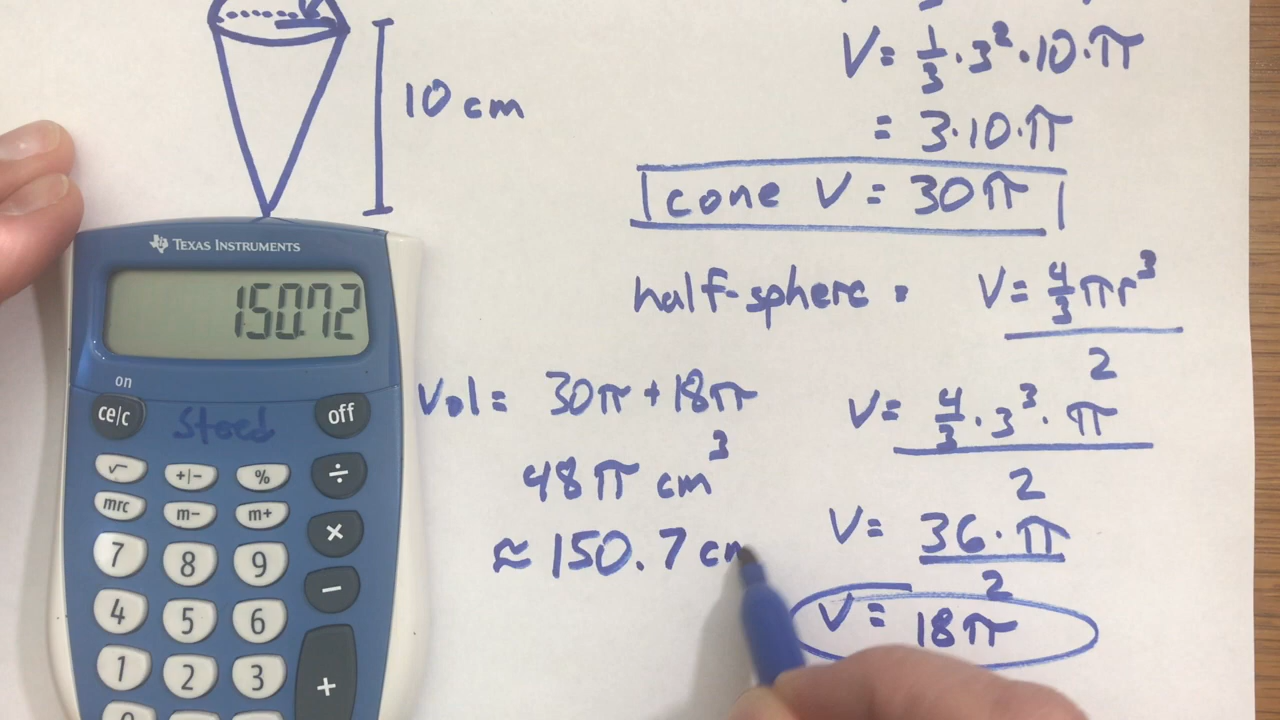 10 cm
V = 1/3 · 3² · 10 · π
= 3 · 10 · π
cone V = 30π
half-sphere = V = 4/3 πr³
2
V = 4/3 · 3³ · π
2
V = 36 · π
2
V = 18π
Vol = 30π + 18π
48π cm³
≈ 150.7 cm
TEXAS INSTRUMENTS
150.72
on
ce/c
Stord
off
√ +/- % ÷
mrc m- m+ ×
7 8 9 −
4 5 6
1 2 3 +